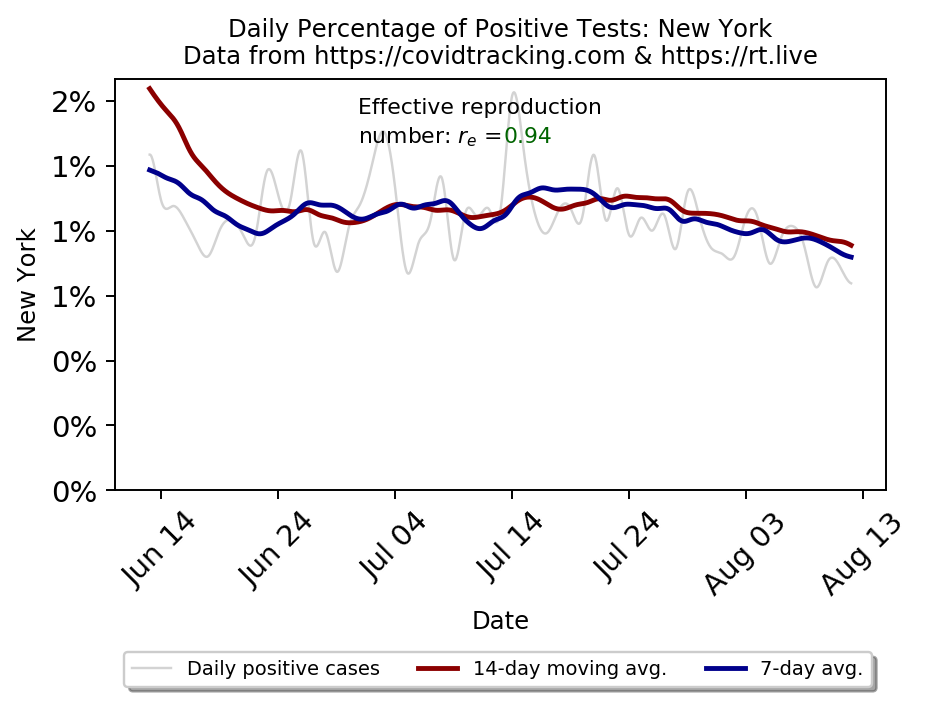 Daily Percentage of Positive Tests: New York
Data from https://covidtracking.com & https://rt.live
Effective reproduction
number: rₑ =0.94
2%
1%
1%
1%
0%
0%
0%
New York
Jun 14
Jun 24
Jul 04
Jul 14
Jul 24
Aug 03
Aug 13
Date
Daily positive cases 14-day moving avg. 7-day avg.